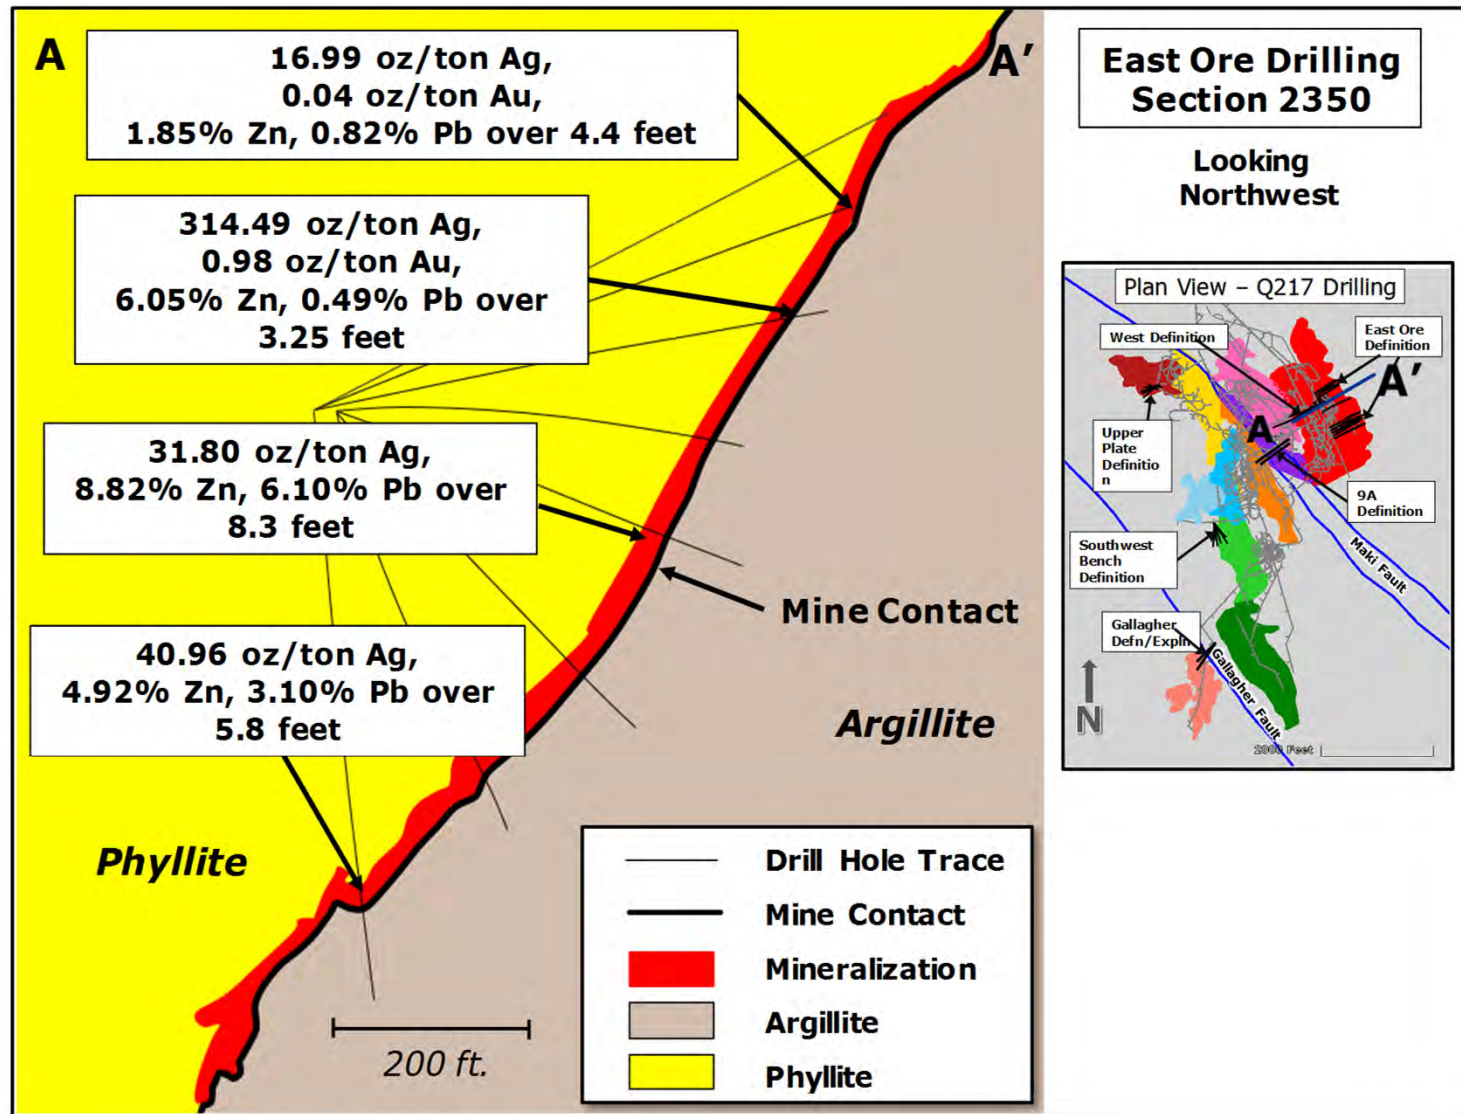 A
A’
16.99 oz/ton Ag,
0.04 oz/ton Au,
1.85% Zn, 0.82% Pb over 4.4 feet
314.49 oz/ton Ag,
0.98 oz/ton Au,
6.05% Zn, 0.49% Pb over
3.25 feet
31.80 oz/ton Ag,
8.82% Zn, 6.10% Pb over
8.3 feet
Mine Contact
40.96 oz/ton Ag,
4.92% Zn, 3.10% Pb over
5.8 feet
Argillite
Phyllite
200 ft.
Drill Hole Trace
Mine Contact
Mineralization
Argillite
Phyllite
East Ore Drilling
Section 2350
Looking
Northwest
Plan View – Q217 Drilling
West Definition
East Ore
Definition
A’
A
Upper
Plate
Definitio
n
9A
Definition
Southwest
Bench
Definition
Maki Fault
Gallagher
Defn/Expln
Gallagher Fault
N
2000 Feet